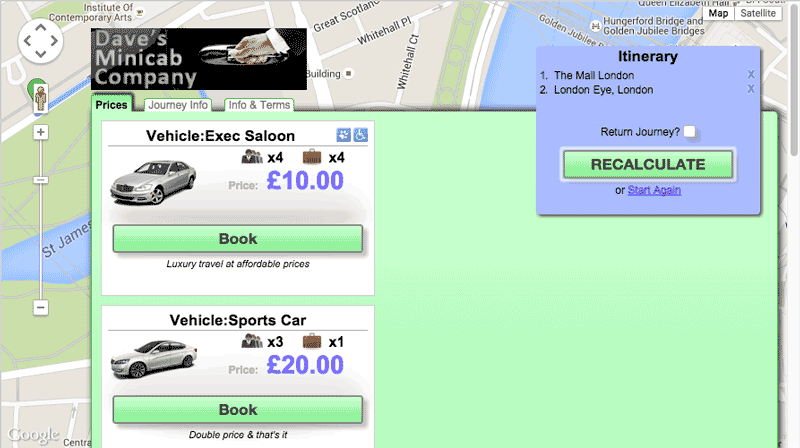 Institute Of
Contemporary Arts
Great Scotland
Whitehall Pl
Whitehall Ct
Building
Golden Jubilee
Bridges
Hungerford Bridge and
Golden Jubilee Bridges
Queen Elizabeth Hall
Map
Satellite
Dave's
Minicab
Company
Prices
Journey Info
Info & Terms
Itinerary
1. The Mall London X
2. London Eye, London X
Return Journey?
RECALCULATE
or Start Again
Vehicle:Exec Saloon
x4 x4
Price: £10.00
Book
Luxury travel at affordable prices
St James
Vehicle:Sports Car
x3 x1
Price: £20.00
Book
Double price & that's it
Google
Centra